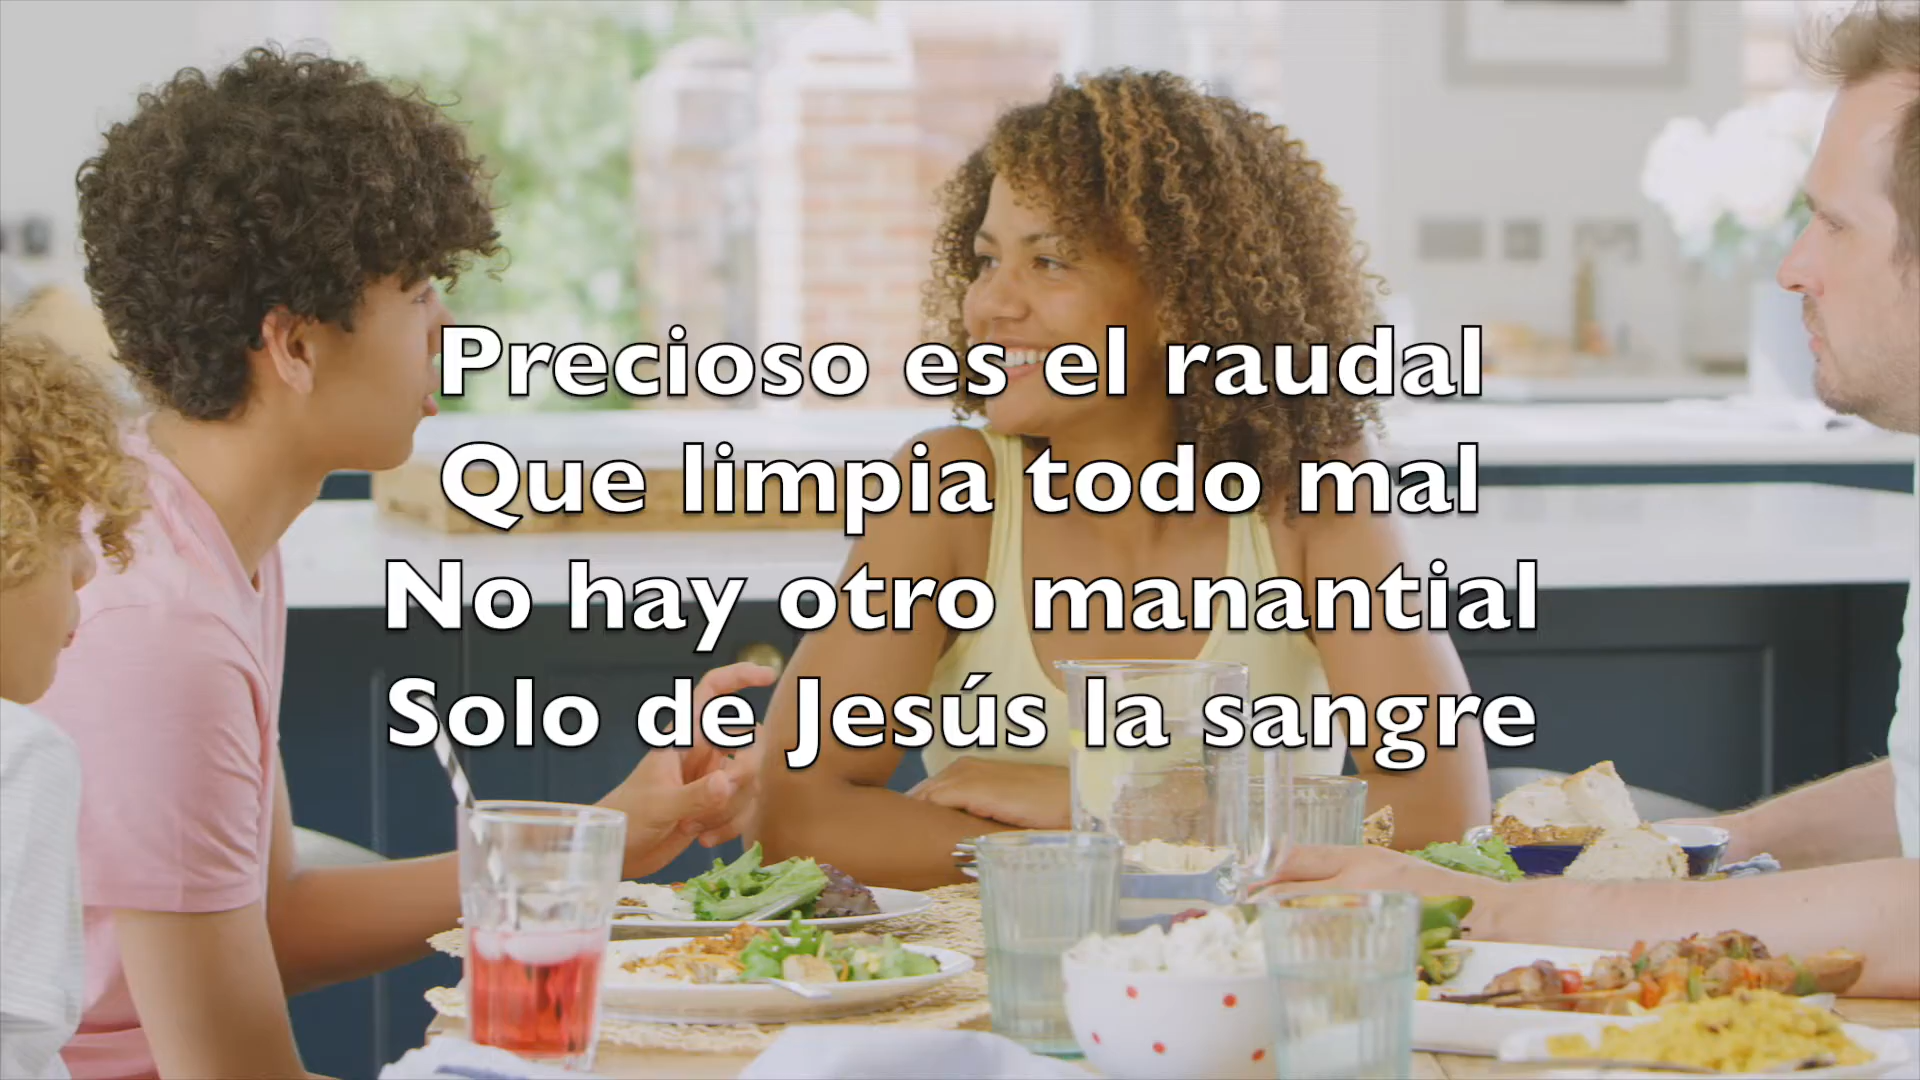 Precioso es el raudal
Que limpia todo mal
No hay otro manantial
Solo de Jesús la sangre